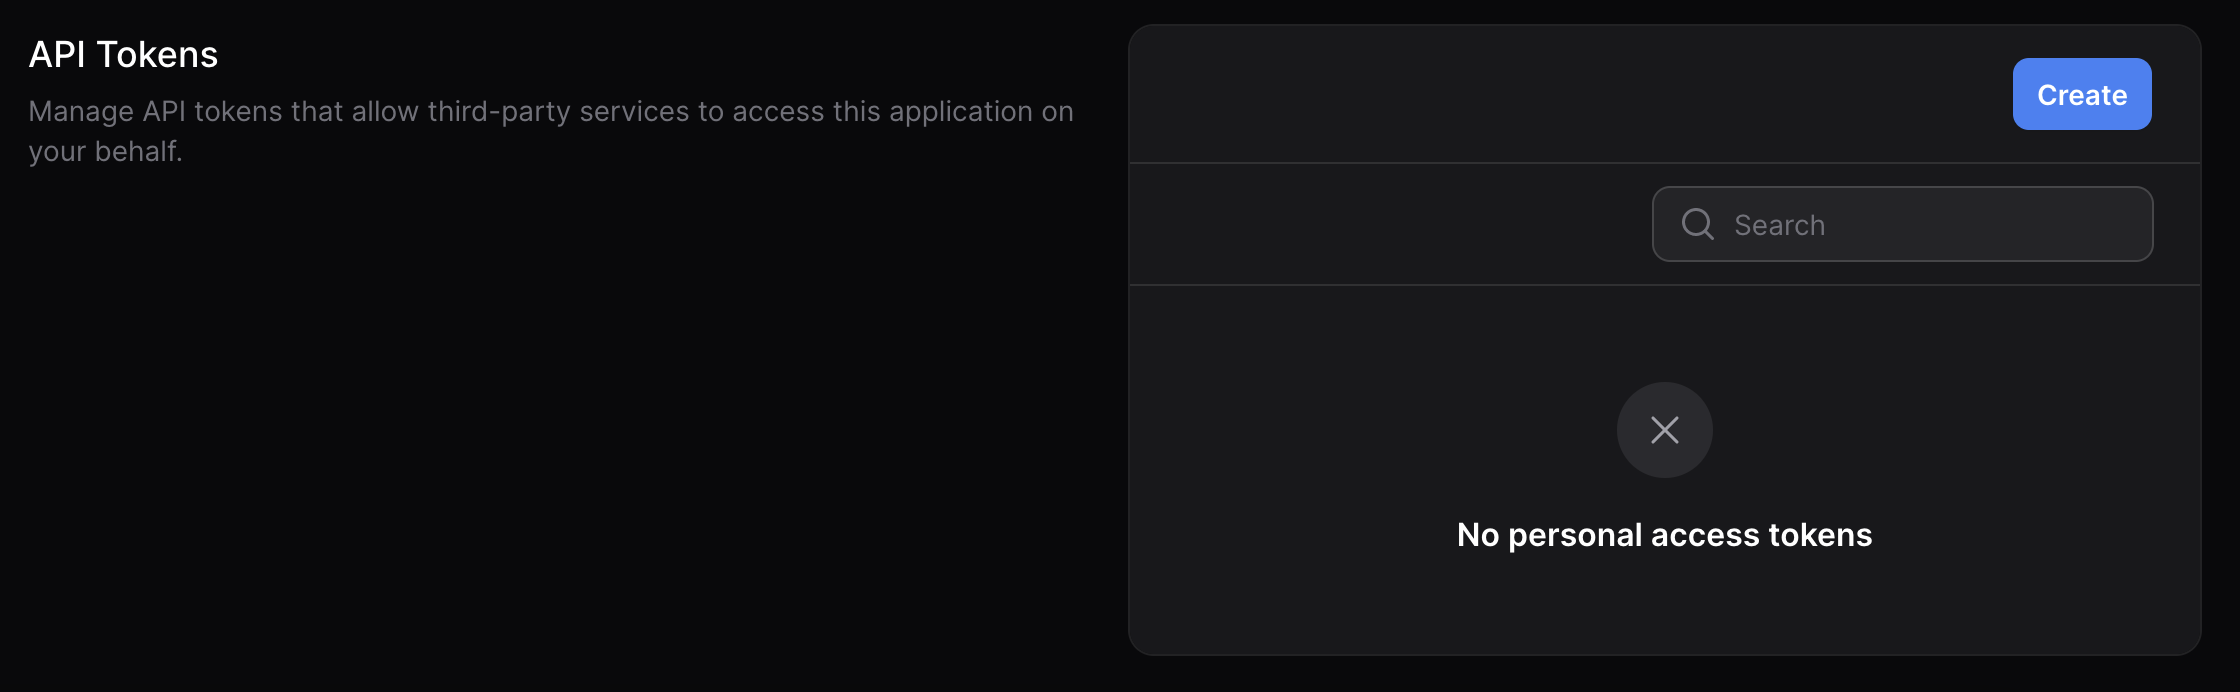 API Tokens
Manage API tokens that allow third-party services to access this application on
your behalf.
Create
Search
No personal access tokens